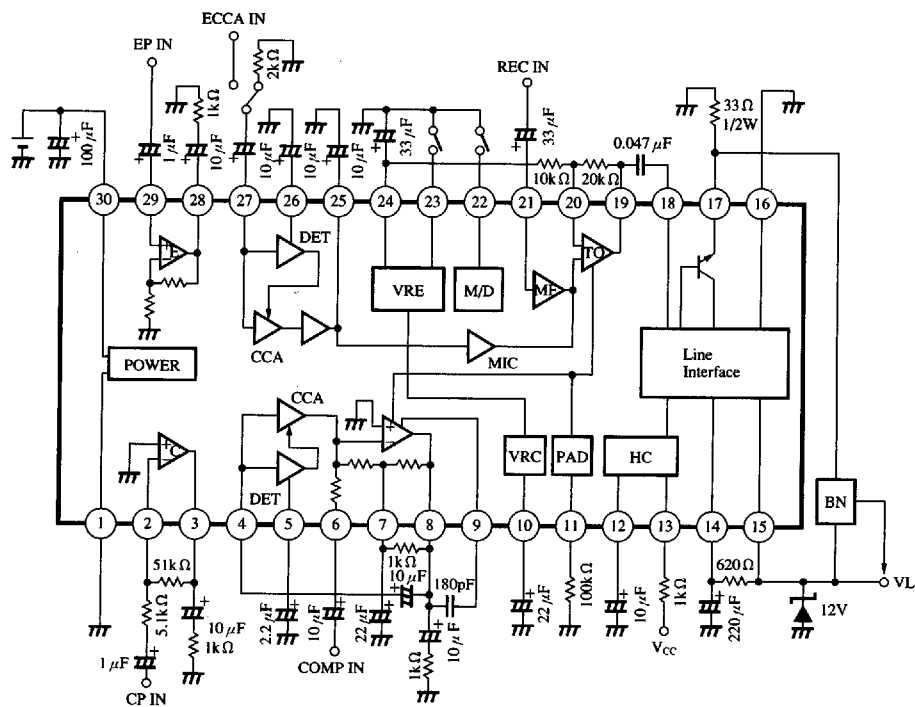 ECCA IN
EP IN
2kΩ
REC IN
1kΩ
33Ω
1/2W
100μF
1μF
10μF
10μF
10μF
10μF
33μF
33μF
0.047μF
10kΩ
20kΩ
30
29
28
27
26
25
24
23
22
21
20
19
18
17
16
E
DET
VRE
M/D
MF
TO
CCA
MIC
POWER
Line
Interface
CCA
C
DET
VRC
PAD
HC
BN
1
2
3
4
5
6
7
8
9
10
11
12
13
14
15
VL
51kΩ
5.1kΩ
10μF
1kΩ
1μF
CP IN
2.2μF
10μF
COMP IN
22μF
1kΩ
10μF
180pF
10μF
1kΩ
22μF
100kΩ
10μF
1kΩ
VCC
620Ω
220μF
12V